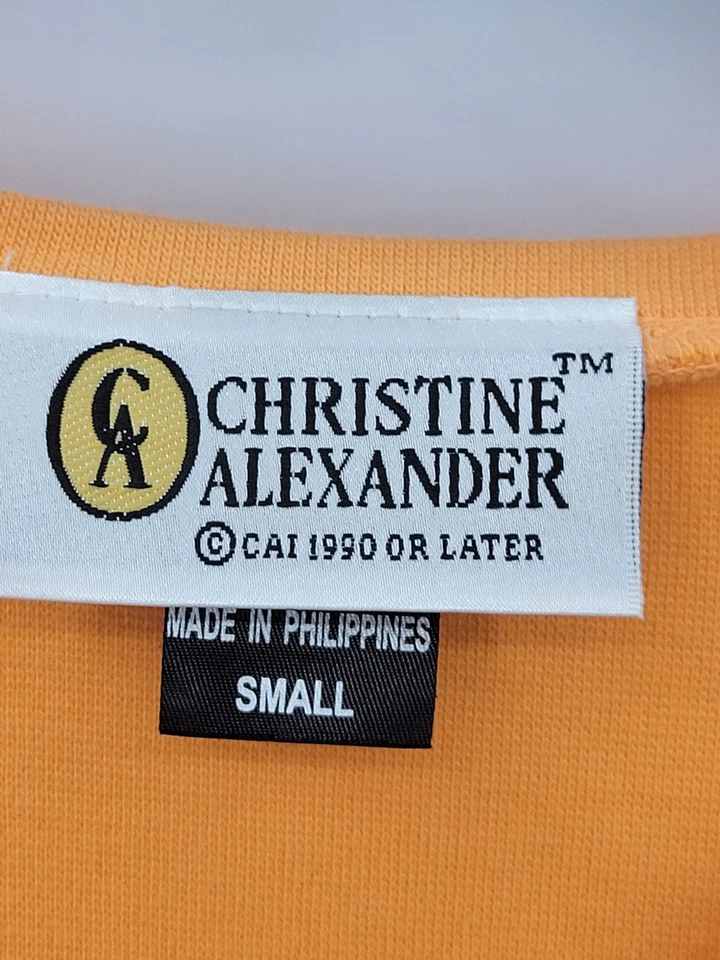 CA
CHRISTINE™
ALEXANDER
©CAI 1990 OR LATER
MADE IN PHILIPPINES
SMALL